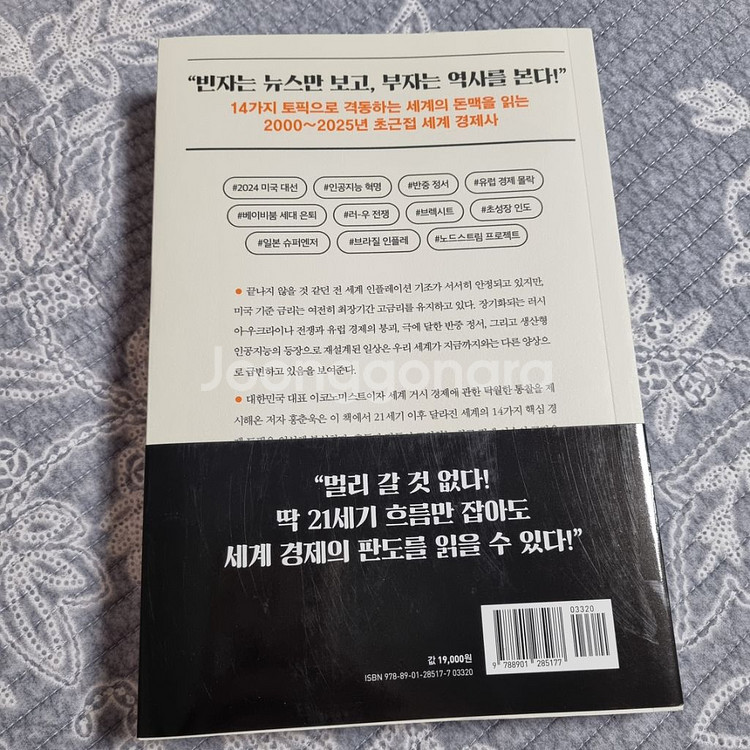 “빈자는 뉴스만 보고, 부자는 역사를 본다!”
14가지 토픽으로 격동하는 세계의 돈맥을 읽는
2000~2025년 초근접 세계 경제사
#2024 미국 대선 #인공지능 혁명 #반중 정서 #유럽 경제 몰락
#베이비붐 세대 은퇴 #러-우 전쟁 #브렉시트 #초성장 인도
#일본 슈퍼엔저 #브라질 인플레 #노드스트림 프로젝트
● 끝나지 않을 것 같던 전 세계 인플레이션 기조가 서서히 안정되고 있지만,
미국 기준 금리는 여전히 최장기간 고금리를 유지하고 있다. 장기화되는 러시
아-우크라이나 전쟁과 유럽 경제의 붕괴, 극에 달한 반중 정서, 그리고 생산형
인공지능의 등장으로 재설계된 일상은 우리 세계가 지금까지와는 다른 양상으
로 급변하고 있음을 보여준다.
Joonggonara
● 대한민국 대표 이코노미스트이자 세계 거시 경제에 관한 탁월한 통찰을 제
시해온 저자 홍춘욱은 이 책에서 21세기 이후 달라진 세계의 14가지 핵심 경
“멀리 갈 것 없다!
딱 21세기 흐름만 잡아도
세계 경제의 판도를 읽을 수 있다!”
03320
값 19,000원
ISBN 978-89-01-28517-7 03320
9 788901 285177